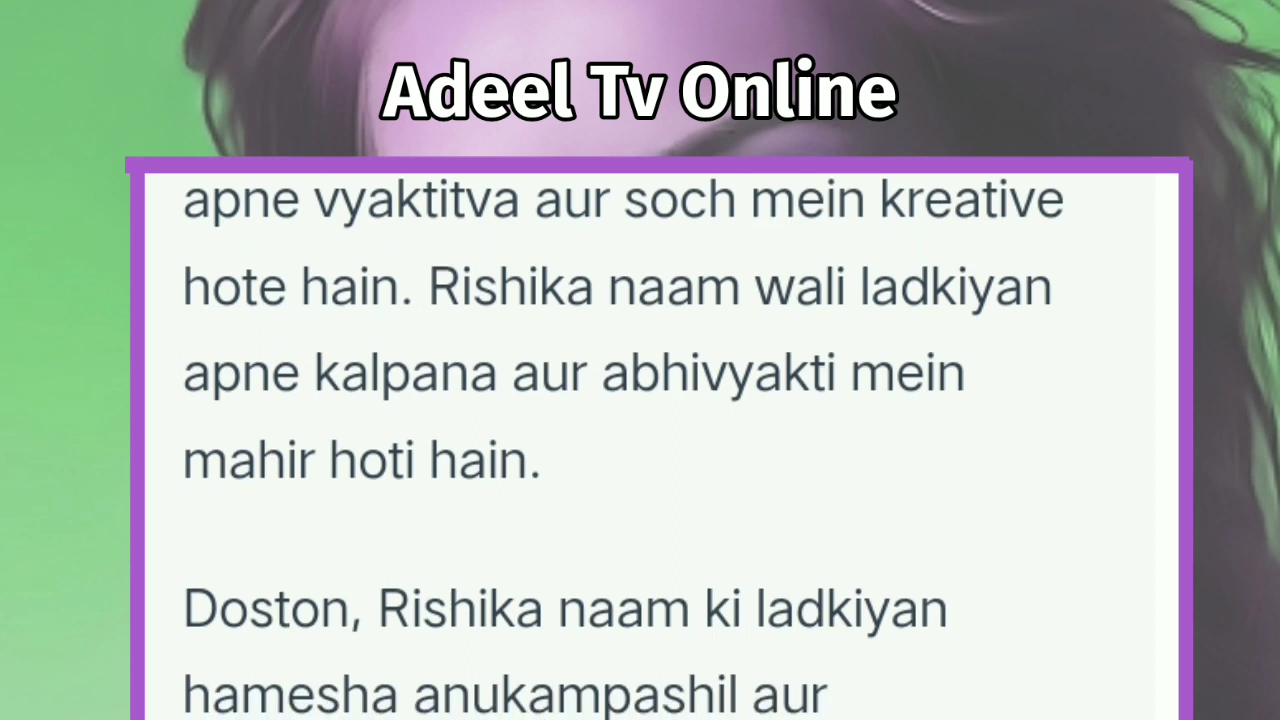 Adeel Tv Online
apne vyaktitva aur soch mein kreative
hote hain. Rishika naam wali ladkiyan
apne kalpana aur abhivyakti mein
mahir hoti hain.
Doston, Rishika naam ki ladkiyan
hamesha anukampashil aur